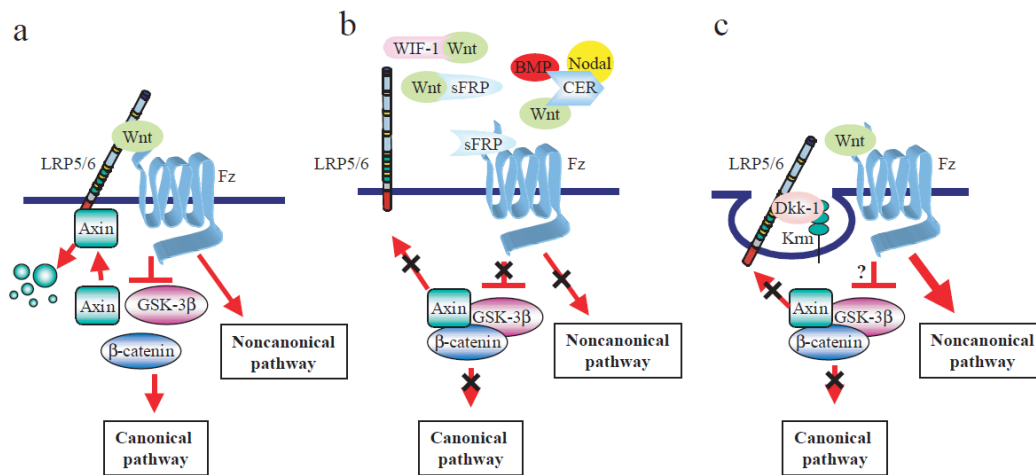 a
Wnt
LRP5/6
Fz
Axin
Axin
GSK-3β
β-catenin
Noncanonical
pathway
Canonical
pathway
b
WIF-1 Wnt
BMP
Nodal
Wnt sFRP
CER
Wnt
sFRP
LRP5/6
Fz
Axin
GSK-3β
β-catenin
Noncanonical
pathway
Canonical
pathway
c
Wnt
LRP5/6
Fz
Dkk-1
Krm
?
Axin
GSK-3β
β-catenin
Noncanonical
pathway
Canonical
pathway